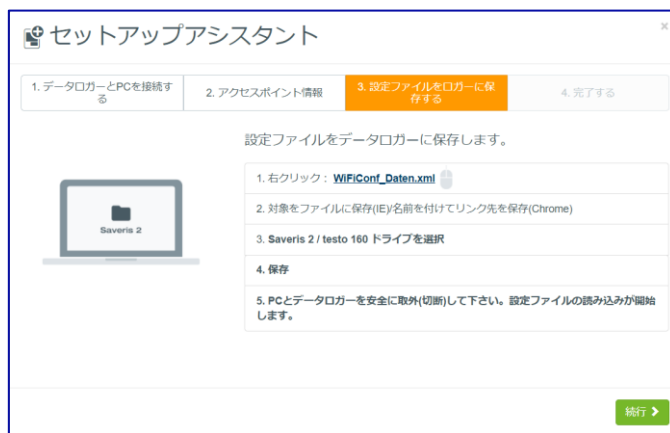 セットアップアシスタント
×
1. データロガーとPCを接続す
る
2. アクセスポイント情報
3. 設定ファイルをロガーに保
存する
4. 完了する
設定ファイルをデータロガーに保存します。
Saveris 2
1. 右クリック： WiFiConf_Daten.xml
2. 対象をファイルに保存(IE)/名前を付けてリンク先を保存(Chrome)
3. Saveris 2 / testo 160 ドライブを選択
4. 保存
5. PCとデータロガーを安全に取外(切断)して下さい。設定ファイルの読み込みが開始
します。
続行